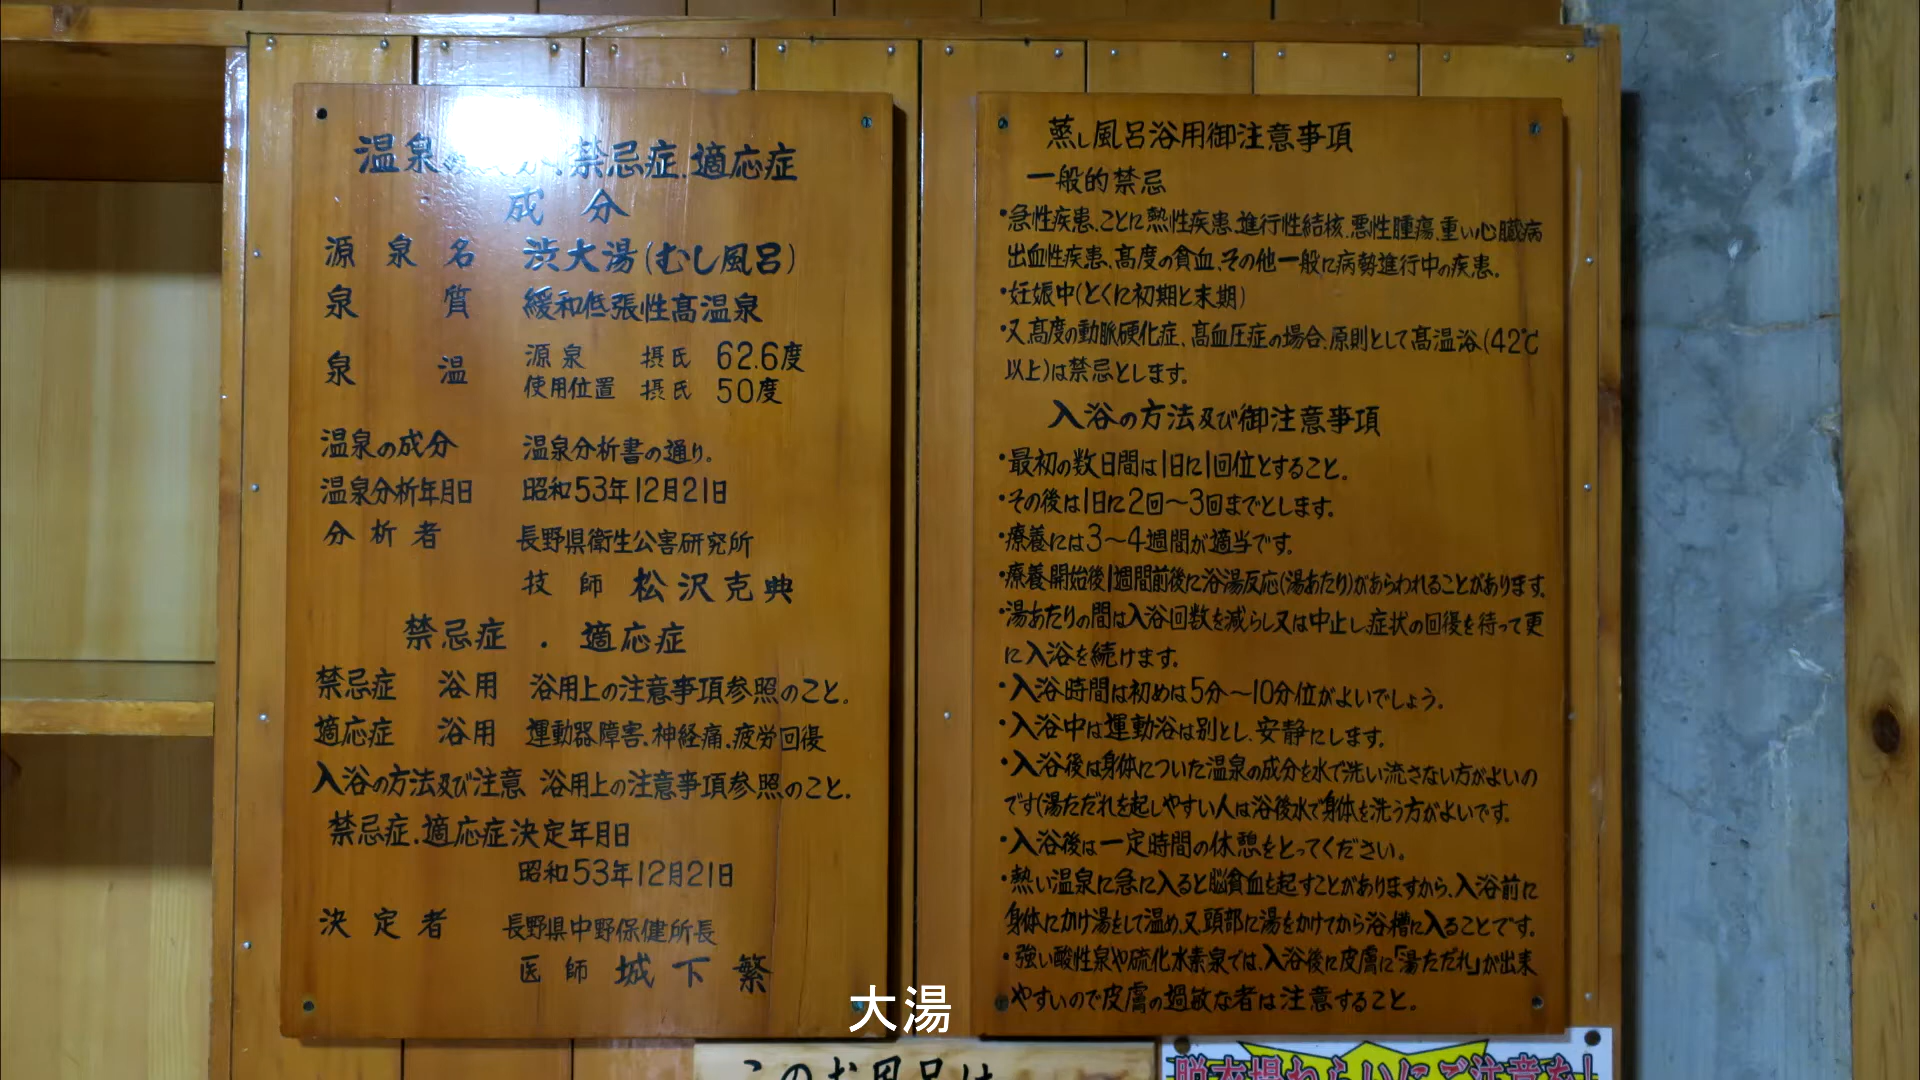 温泉の 分、禁忌症、適応症
成 分
源泉名 渋大湯(むし風呂)
泉質 緩和低張性高温泉
泉温 源泉 摂氏 62.6度
使用位置 摂氏 50度
温泉の成分 温泉分析書の通り。
温泉分析年月日 昭和53年12月21日
分析者 長野県衛生公害研究所
技師 松沢克典
禁忌症 . 適応症
禁忌症 浴用 浴用上の注意事項参照のこと。
適応症 浴用 運動器障害、神経痛、疲労回復
入浴の方法及び注意 浴用上の注意事項参照のこと.
禁忌症、適応症決定年月日
昭和53年12月21日
決定者 長野県中野保健所長
医師 城下繁
蒸し風呂浴用御注意事項
一般的禁忌
・急性疾患、ことに熱性疾患、進行性結核、悪性腫瘍、重い心臓病
出血性疾患、高度の貧血、その他一般に病勢進行中の疾患。
・妊娠中(とくに初期と末期)
・又、高度の動脈硬化症、高血圧症の場合、原則として高温浴(42℃
以上)は禁忌とします。
入浴の方法及び御注意事項
・最初の数日間は1日に1回位とすること。
・その後は1日に2回〜3回までとします。
・療養には3〜4週間が適当です。
・療養開始後1週間前後に浴湯反応(湯あたり)があらわれることがあります。
・湯あたりの間は入浴回数を減らし又は中止し、症状の回復を待って更
に入浴を続けます。
・入浴時間は初めは5分〜10分位がよいでしょう。
・入浴中は運動浴は別とし、安静にします。
・入浴後は身体についた温泉の成分を水で洗い流さない方がよいの
です(湯ただれを起しやすい人は浴後水で身体を洗う方がよいです。
・入浴後は一定時間の休憩をとってください。
・熱い温泉に急に入ると脳貧血を起すことがありますから、入浴前に
身体にかけ湯をして温め、又頭部に湯をかけてから浴槽に入ることです。
・強い酸性泉や硫化水素泉では、入浴後に皮膚に「湯ただれ」が出来
やすいので皮膚の過敏な者は注意すること。
大湯
このお風呂は
脱衣場ねらいにご注意を!